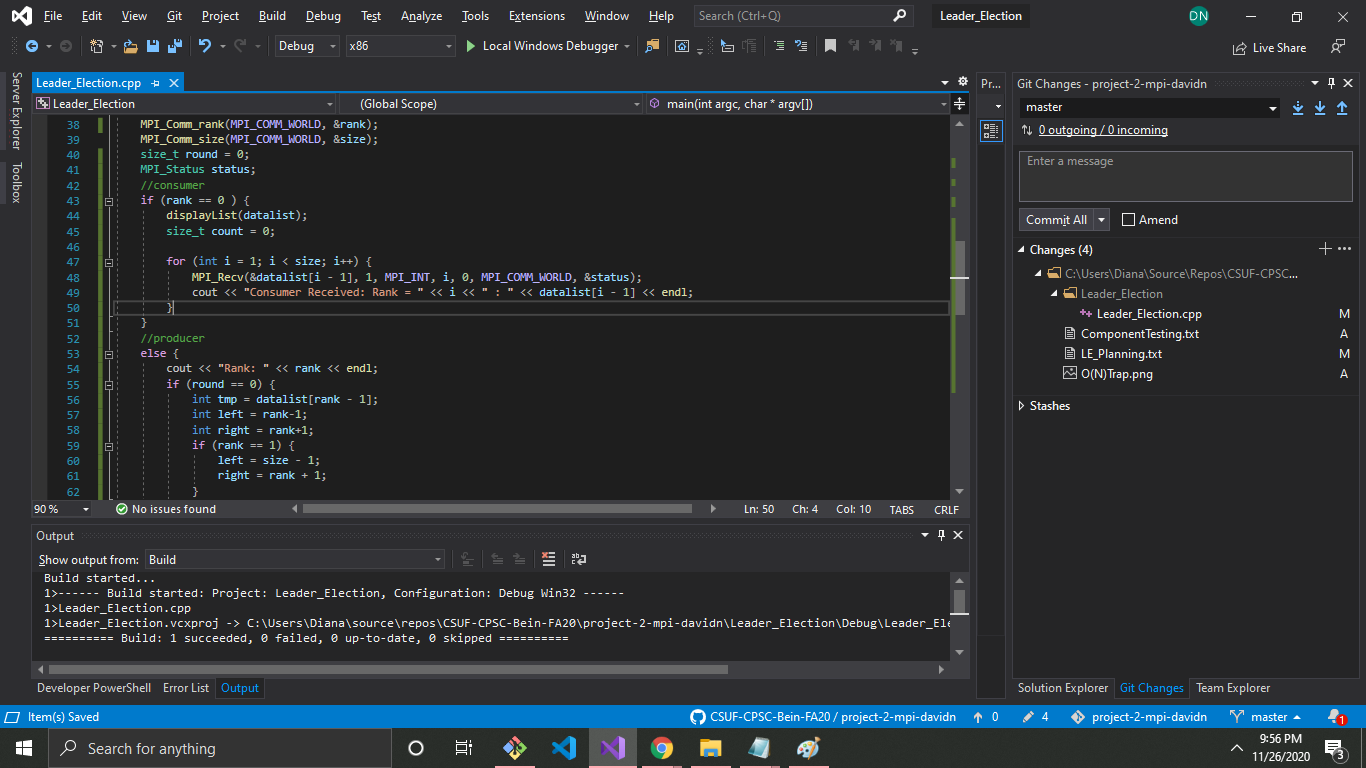 File Edit View Git Project Build Debug Test Analyze Tools Extensions Window Help Search (Ctrl+Q) Leader_Election DN
Debug x86 Local Windows Debugger Live Share
Server Explorer
Toolbox
Leader_Election.cpp
Leader_Election (Global Scope) main(int argc, char * argv[])
38 MPI_Comm_rank(MPI_COMM_WORLD, &rank);
39 MPI_Comm_size(MPI_COMM_WORLD, &size);
40 size_t round = 0;
41 MPI_Status status;
42 //consumer
43 if (rank == 0 ) {
44 displayList(datalist);
45 size_t count = 0;
46
47 for (int i = 1; i < size; i++) {
48 MPI_Recv(&datalist[i - 1], 1, MPI_INT, i, 0, MPI_COMM_WORLD, &status);
49 cout << "Consumer Received: Rank = " << i << " : " << datalist[i - 1] << endl;
50 }
51 }
52 //producer
53 else {
54 cout << "Rank: " << rank << endl;
55 if (round == 0) {
56 int tmp = datalist[rank - 1];
57 int left = rank-1;
58 int right = rank+1;
59 if (rank == 1) {
60 left = size - 1;
61 right = rank + 1;
62 }
90 % No issues found Ln: 50 Ch: 4 Col: 10 TABS CRLF
Output
Show output from: Build
Build started...
1>------ Build started: Project: Leader_Election, Configuration: Debug Win32 ------
1>Leader_Election.cpp
1>Leader_Election.vcxproj -> C:\Users\Diana\source\repos\CSUF-CPSC-Bein-FA20\project-2-mpi-davidn\Leader_Election\Debug\Leader_Ele
========== Build: 1 succeeded, 0 failed, 0 up-to-date, 0 skipped ==========
Developer PowerShell Error List Output
Pr...
Git Changes - project-2-mpi-davidn
master
0 outgoing / 0 incoming
Enter a message
Commit All Amend
Changes (4)
C:\Users\Diana\Source\Repos\CSUF-CPSC...
Leader_Election
Leader_Election.cpp M
ComponentTesting.txt A
LE_Planning.txt M
O(N)Trap.png A
Stashes
Solution Explorer Git Changes Team Explorer
Item(s) Saved CSUF-CPSC-Bein-FA20 / project-2-mpi-davidn 0 4 project-2-mpi-davidn master 1
Search for anything
9:56 PM
11/26/2020
3